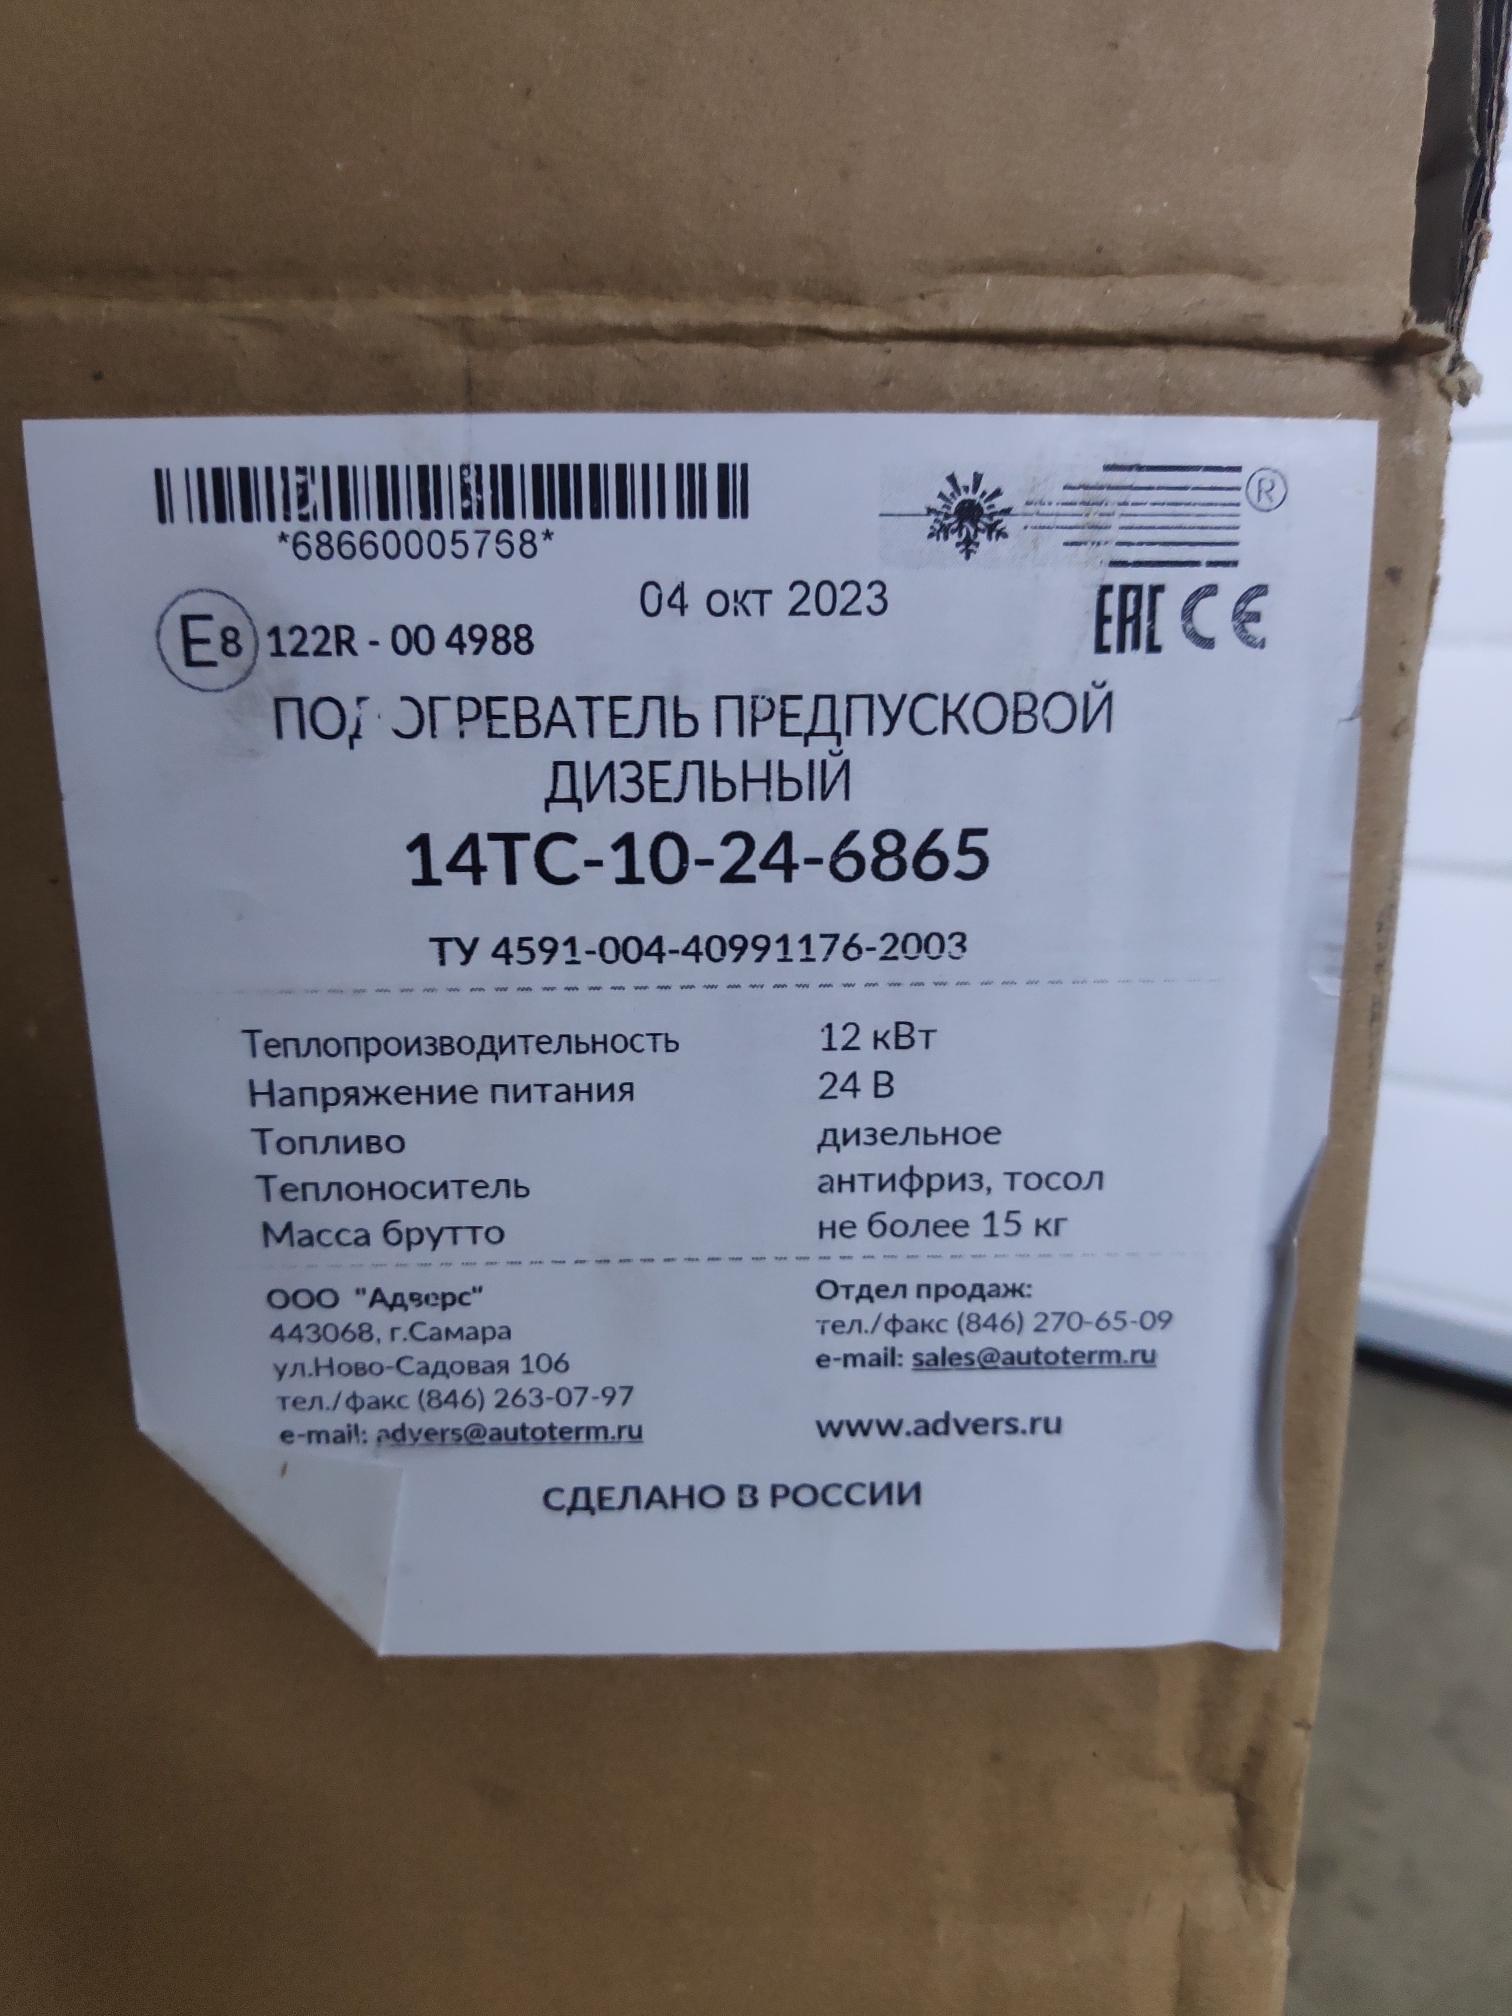 *68660005768*
®
04 окт 2023
E8 122R - 00 4988
EAC CE
ПОДОГРЕВАТЕЛЬ ПРЕДПУСКОВОЙ
ДИЗЕЛЬНЫЙ
14ТС-10-24-6865
ТУ 4591-004-40991176-2003
Теплопроизводительность 12 кВт
Напряжение питания 24 В
Топливо дизельное
Теплоноситель антифриз, тосол
Масса брутто не более 15 кг
ООО "Адверс"
443068, г.Самара
ул.Ново-Садовая 106
тел./факс (846) 263-07-97
e-mail: advers@autoterm.ru
Отдел продаж:
тел./факс (846) 270-65-09
e-mail: sales@autoterm.ru
www.advers.ru
СДЕЛАНО В РОССИИ